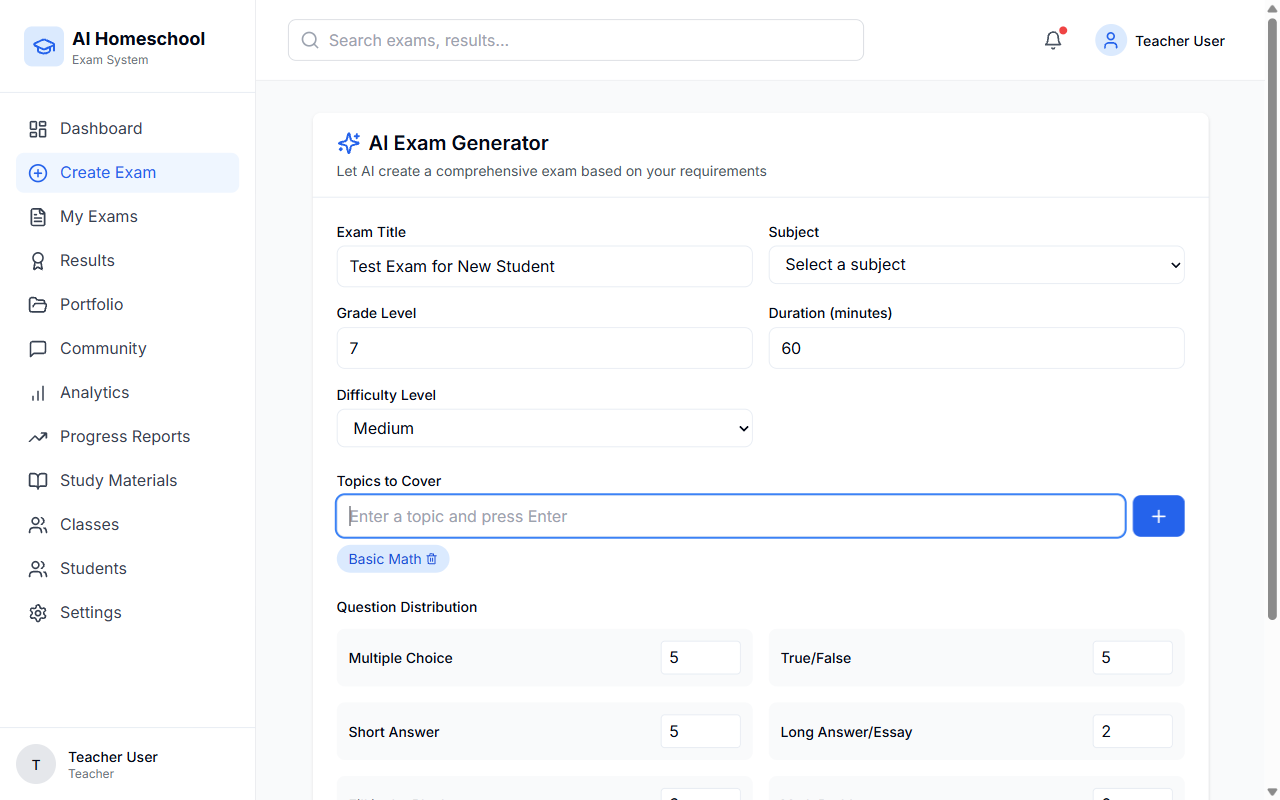 AI Homeschool
Exam System
Search exams, results...
Teacher User
Dashboard
Create Exam
My Exams
Results
Portfolio
Community
Analytics
Progress Reports
Study Materials
Classes
Students
Settings
T
Teacher User
Teacher
AI Exam Generator
Let AI create a comprehensive exam based on your requirements
Exam Title
Subject
Test Exam for New Student
Select a subject
Grade Level
Duration (minutes)
7
60
Difficulty Level
Medium
Topics to Cover
Enter a topic and press Enter
Basic Math
Question Distribution
Multiple Choice
5
True/False
5
Short Answer
5
Long Answer/Essay
2